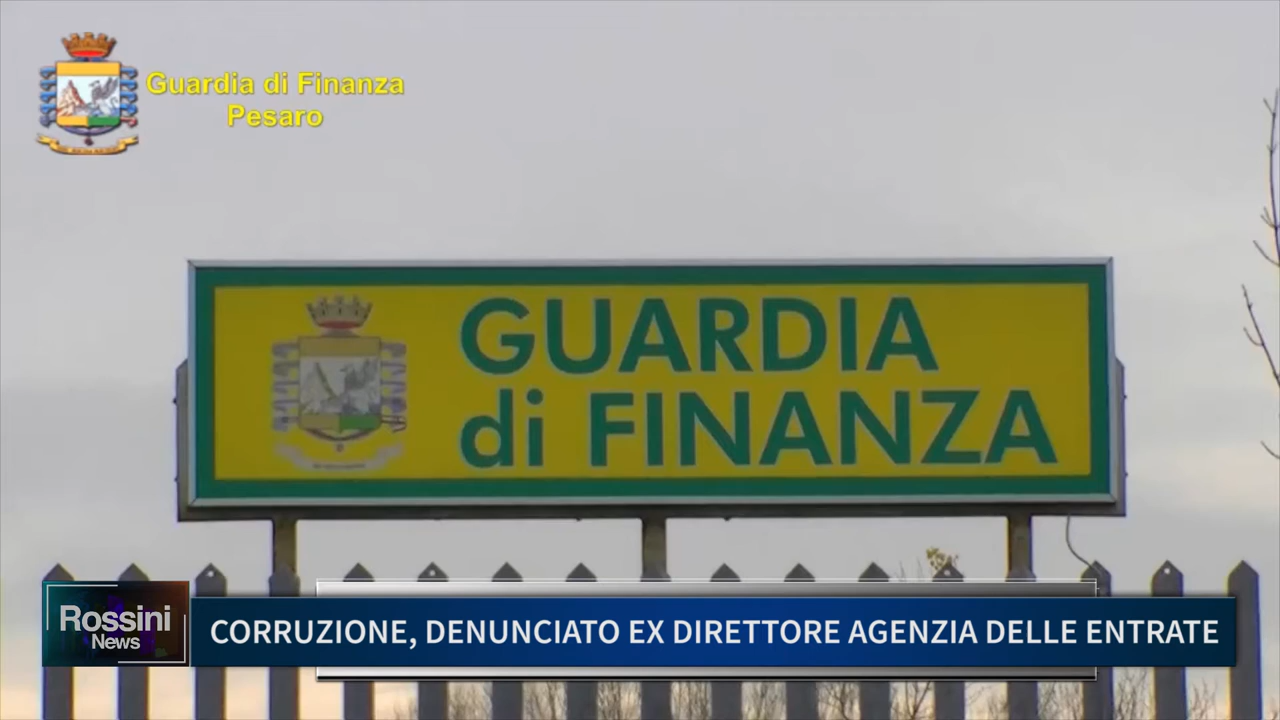 Guardia di Finanza
Pesaro
GUARDIA
di FINANZA
Rossini
News
CORRUZIONE, DENUNCIATO EX DIRETTORE AGENZIA DELLE ENTRATE